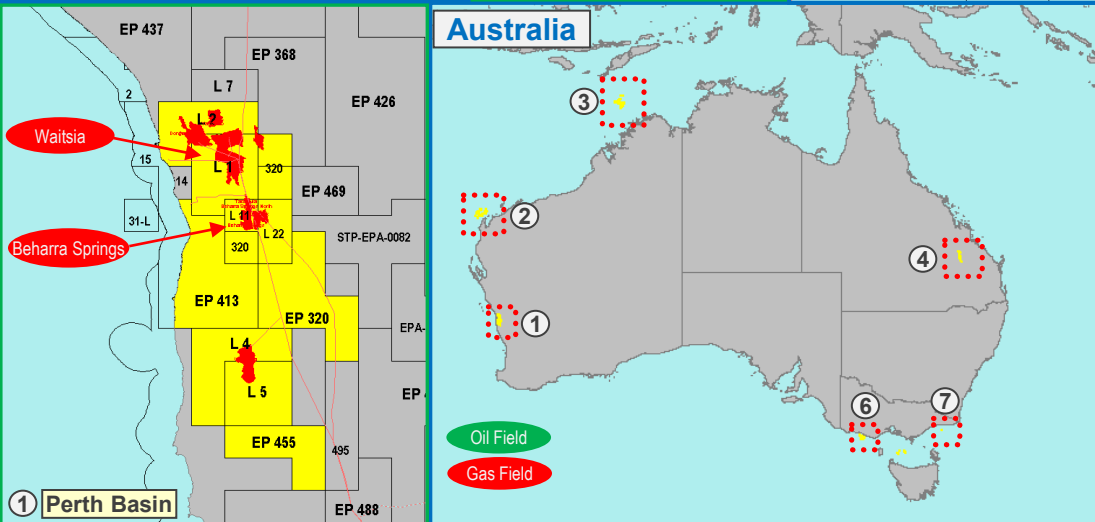 EP 437
EP 368
L 7
EP 426
2
L 2
Waitsia
15
L 1
320
14
EP 469
31-L
L 11
L 22
STP-EPA-0082
Beharra Springs
320
EP 413
EP 320
EPA-
L 4
L 5
EP
EP 455
495
EP 488
1 Perth Basin
Australia
3
2
4
1
6
7
Oil Field
Gas Field